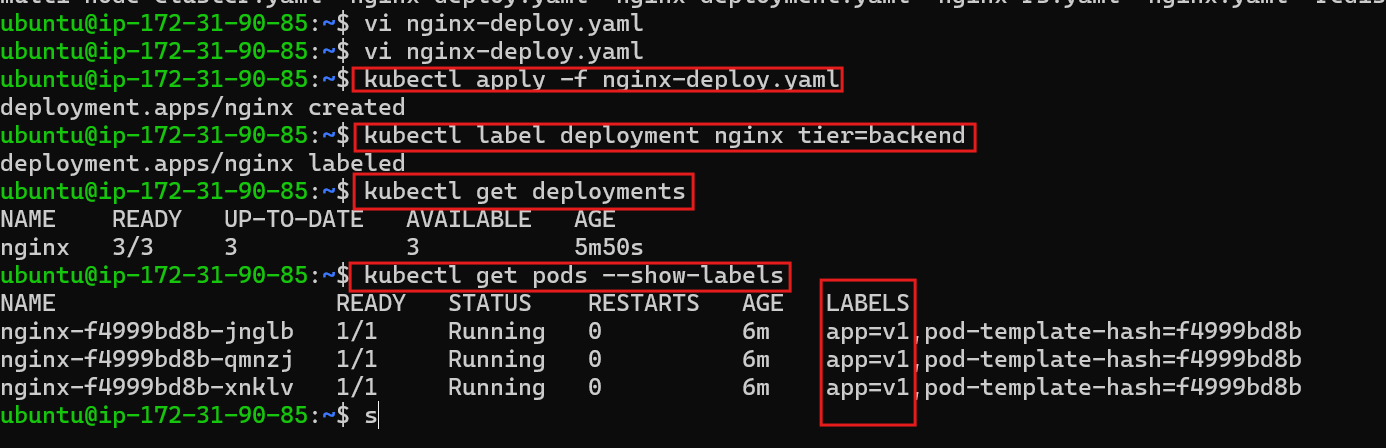 ubuntu@ip-172-31-90-85:~$ vi nginx-deploy.yaml
ubuntu@ip-172-31-90-85:~$ vi nginx-deploy.yaml
ubuntu@ip-172-31-90-85:~$ kubectl apply -f nginx-deploy.yaml
deployment.apps/nginx created
ubuntu@ip-172-31-90-85:~$ kubectl label deployment nginx tier=backend
deployment.apps/nginx labeled
ubuntu@ip-172-31-90-85:~$ kubectl get deployments
NAME    READY   UP-TO-DATE   AVAILABLE   AGE
nginx   3/3     3            3           5m50s
ubuntu@ip-172-31-90-85:~$ kubectl get pods --show-labels
NAME                    READY   STATUS    RESTARTS   AGE   LABELS
nginx-f4999bd8b-jnglb   1/1     Running   0          6m    app=v1,pod-template-hash=f4999bd8b
nginx-f4999bd8b-qmnzj   1/1     Running   0          6m    app=v1,pod-template-hash=f4999bd8b
nginx-f4999bd8b-xnklv   1/1     Running   0          6m    app=v1,pod-template-hash=f4999bd8b
ubuntu@ip-172-31-90-85:~$ s